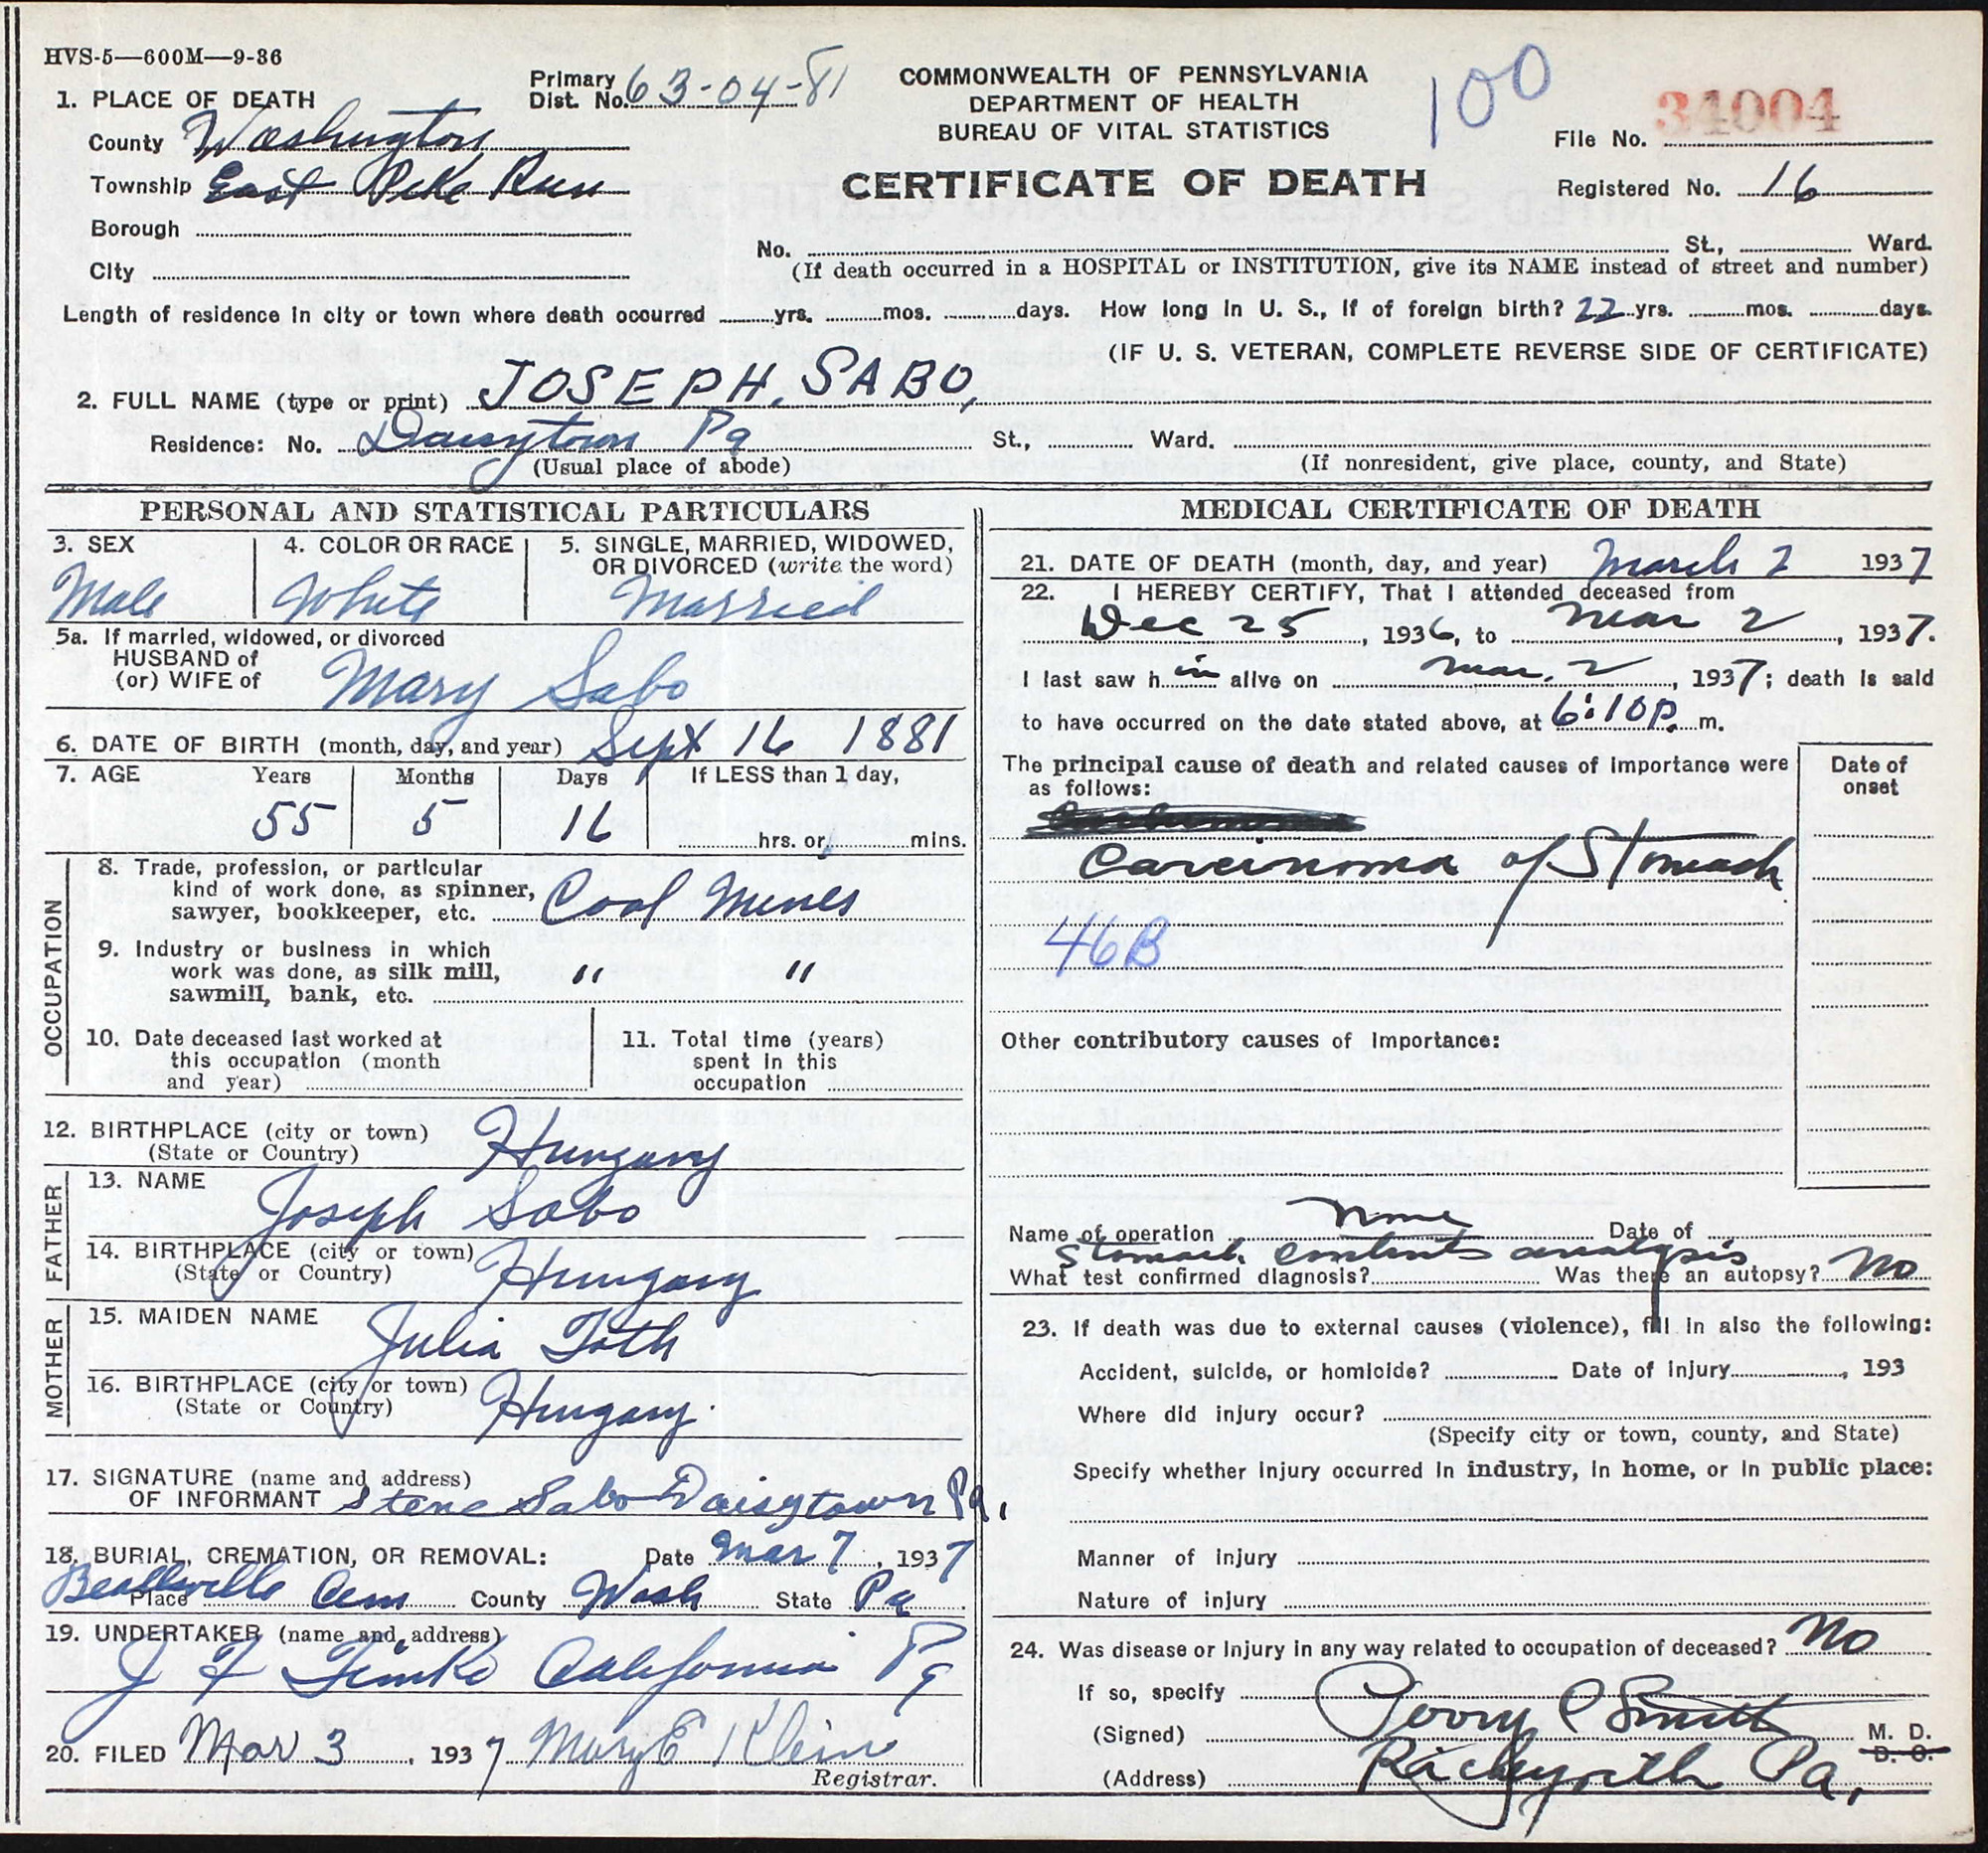 HVS-5—600M—9-36
1. PLACE OF DEATH
Primary Dist. No. 63-04-81
COMMONWEALTH OF PENNSYLVANIA
DEPARTMENT OF HEALTH
BUREAU OF VITAL STATISTICS
100
File No. 34004
County Washington
Township East Pike Run
CERTIFICATE OF DEATH
Registered No. 16
Borough
City
No. St., Ward.
(If death occurred in a HOSPITAL or INSTITUTION, give its NAME instead of street and number)
Length of residence in city or town where death occurred yrs. mos. days. How long in U. S., if of foreign birth? 22 yrs. mos. days.
(IF U. S. VETERAN, COMPLETE REVERSE SIDE OF CERTIFICATE)
2. FULL NAME (type or print) JOSEPH. SABO,
Residence: No. Daisytown Pa St., Ward.
(Usual place of abode) (If nonresident, give place, county, and State)
PERSONAL AND STATISTICAL PARTICULARS
3. SEX
Male
4. COLOR OR RACE
White
5. SINGLE, MARRIED, WIDOWED,
OR DIVORCED (write the word)
Married
5a. If married, widowed, or divorced
HUSBAND of
(or) WIFE of Mary Sabo
6. DATE OF BIRTH (month, day, and year) Sept 16 1881
7. AGE Years Months Days If LESS than 1 day,
55 5 16 hrs. or mins.
OCCUPATION
8. Trade, profession, or particular
kind of work done, as spinner,
sawyer, bookkeeper, etc. Coal Mines
9. Industry or business in which
work was done, as silk mill, " "
sawmill, bank, etc.
10. Date deceased last worked at
this occupation (month
and year)
11. Total time (years)
spent in this
occupation
12. BIRTHPLACE (city or town) Hungary
(State or Country)
FATHER
13. NAME Joseph Sabo
14. BIRTHPLACE (city or town) Hungary
(State or Country)
MOTHER
15. MAIDEN NAME Julia Toth
16. BIRTHPLACE (city or town) Hungary.
(State or Country)
17. SIGNATURE (name and address)
OF INFORMANT Steve Sabo Daisytown Pa.
18. BURIAL, CREMATION, OR REMOVAL: Date Mar 7, 1937
Place Beallsville Cem County Wash State Pa
19. UNDERTAKER (name and address)
J F California Pa
20. FILED Mar 3, 1937 Mary E Klein
Registrar.
MEDICAL CERTIFICATE OF DEATH
21. DATE OF DEATH (month, day, and year) March 2 1937
22. I HEREBY CERTIFY, That I attended deceased from
Dec 25, 1936, to Mar 2, 1937.
I last saw h im alive on Mar. 2, 1937; death is said
to have occurred on the date stated above, at 6:10 P. m.
The principal cause of death and related causes of importance were
as follows:
Date of
onset
Carcinoma of Stomach
46B
Other contributory causes of importance:
Name of operation none Date of
Stomach contents analysis
What test confirmed diagnosis? Was there an autopsy? No
23. If death was due to external causes (violence), fill in also the following:
Accident, suicide, or homicide? Date of injury, 193
Where did injury occur?
(Specify city or town, county, and State)
Specify whether injury occurred in industry, in home, or in public place:
Manner of injury
Nature of injury
24. Was disease or injury in any way related to occupation of deceased? No
If so, specify
(Signed) Smith M. D.
D. O.
(Address) Pa.